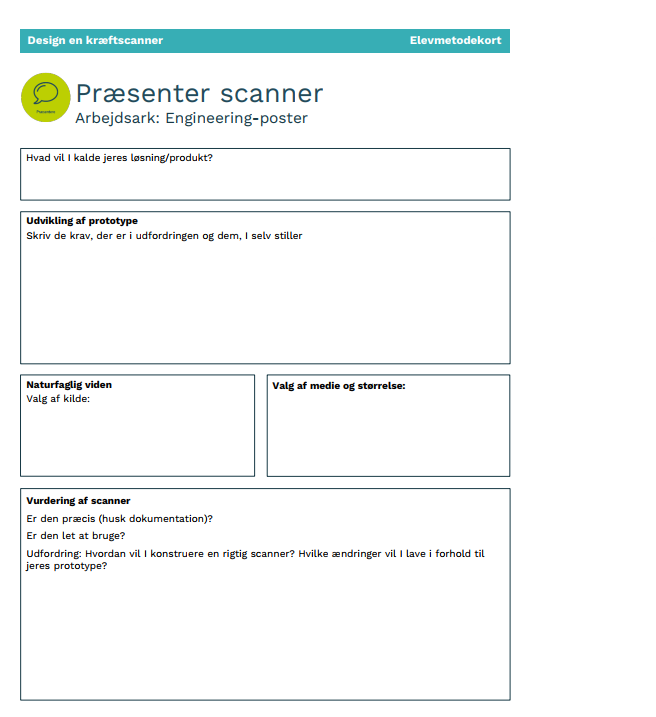 Design en kræftscanner
Elevmetodekort
Præsenter scanner
Arbejdsark: Engineering-poster
Hvad vil I kalde jeres løsning/produkt?
Udvikling af prototype
Skriv de krav, der er i udfordringen og dem, I selv stiller
Naturfaglig viden
Valg af kilde:
Valg af medie og størrelse:
Vurdering af scanner
Er den præcis (husk dokumentation)?
Er den let at bruge?
Udfordring: Hvordan vil I konstruere en rigtig scanner? Hvilke ændringer vil I lave i forhold til
jeres prototype?